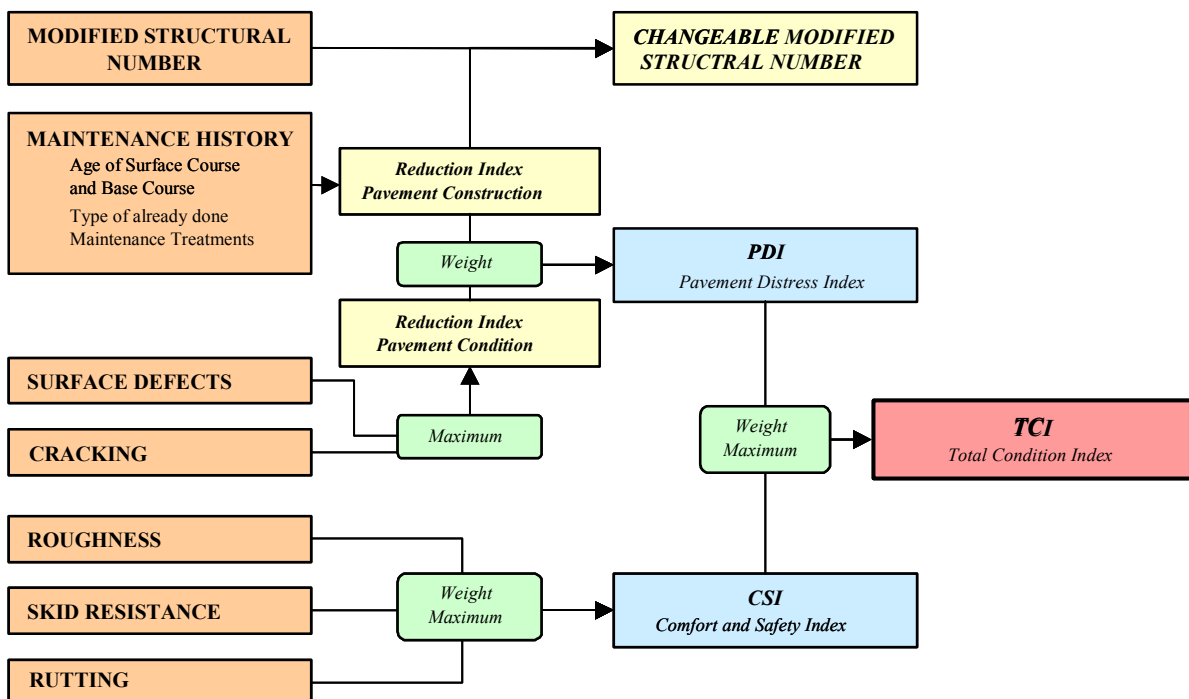 MODIFIED STRUCTURAL
NUMBER
CHANGEABLE MODIFIED
STRUCTRAL NUMBER
MAINTENANCE HISTORY
Age of Surface Course
and Base Course
Type of already done
Maintenance Treatments
Reduction Index
Pavement Construction
Weight
PDI
Pavement Distress Index
Reduction Index
Pavement Condition
SURFACE DEFECTS
CRACKING
Maximum
Weight
Maximum
TCI
Total Condition Index
ROUGHNESS
SKID RESISTANCE
RUTTING
Weight
Maximum
CSI
Comfort and Safety Index